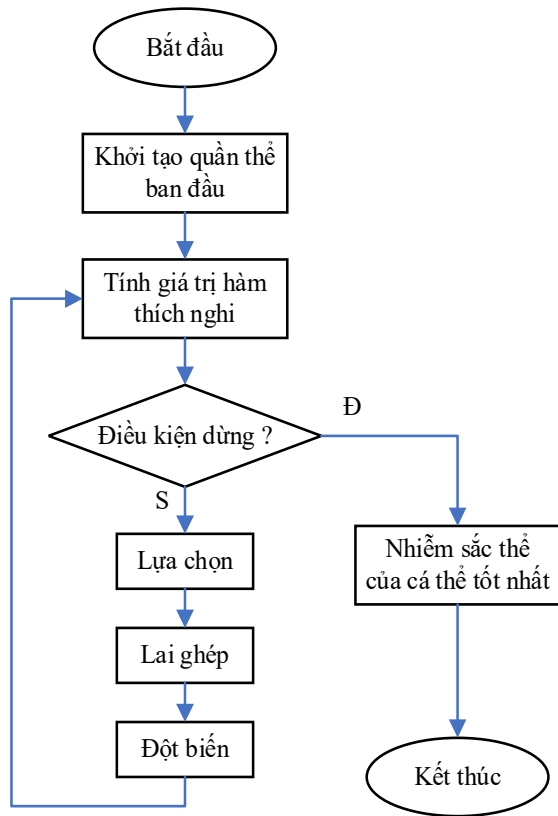 Bắt đầu
Khởi tạo quần thể
ban đầu
Tính giá trị hàm
thích nghi
Điều kiện dừng ?
Đ
S
Lựa chọn
Lai ghép
Đột biến
Nhiễm sắc thể
của cá thể tốt nhất
Kết thúc